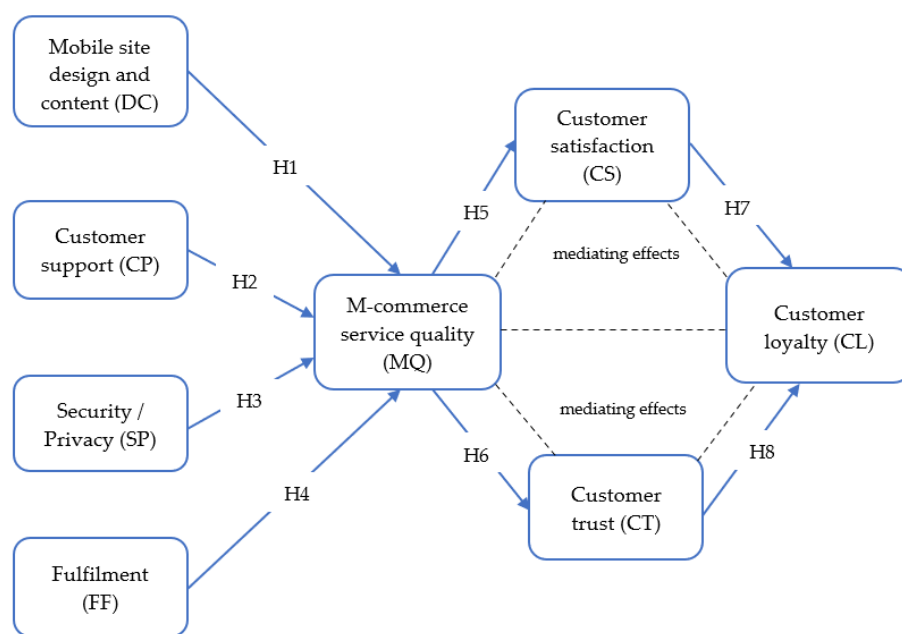 Mobile site
design and
content (DC)
H1
Customer
support (CP)
H2
Security /
Privacy (SP)
H3
Fulfilment
(FF)
H4
M-commerce
service quality
(MQ)
H5
Customer
satisfaction
(CS)
H7
mediating effects
Customer
loyalty (CL)
mediating effects
H6
Customer
trust (CT)
H8